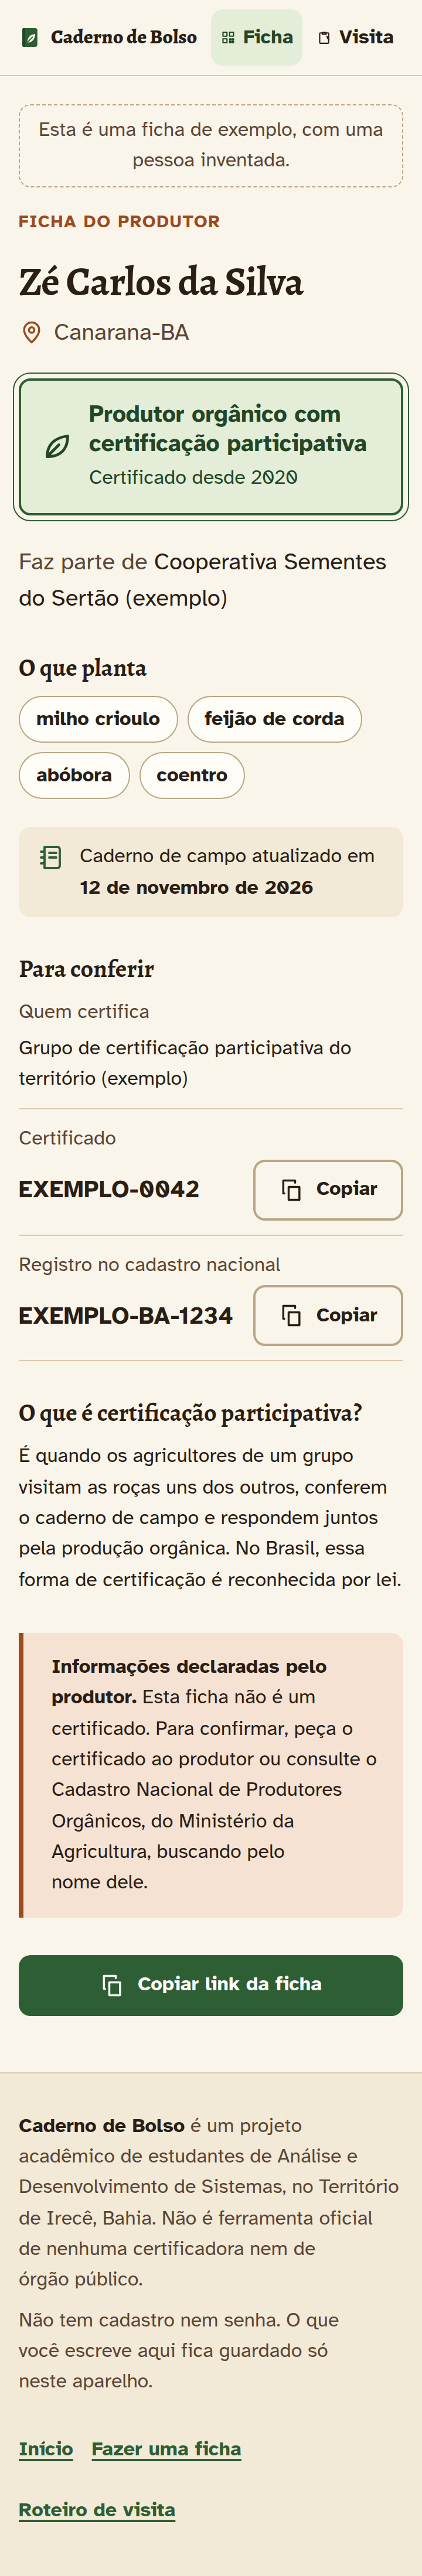 Caderno de Bolso
Ficha
Visita
Esta é uma ficha de exemplo, com uma
pessoa inventada.
FICHA DO PRODUTOR
Zé Carlos da Silva
Canarana-BA
Produtor orgânico com
certificação participativa
Certificado desde 2020
Faz parte de Cooperativa Sementes
do Sertão (exemplo)
O que planta
milho crioulo
feijão de corda
abóbora
coentro
Caderno de campo atualizado em
12 de novembro de 2026
Para conferir
Quem certifica
Grupo de certificação participativa do
território (exemplo)
Certificado
EXEMPLO-0042
Copiar
Registro no cadastro nacional
EXEMPLO-BA-1234
Copiar
O que é certificação participativa?
É quando os agricultores de um grupo
visitam as roças uns dos outros, conferem
o caderno de campo e respondem juntos
pela produção orgânica. No Brasil, essa
forma de certificação é reconhecida por lei.
Informações declaradas pelo
produtor. Esta ficha não é um
certificado. Para confirmar, peça o
certificado ao produtor ou consulte o
Cadastro Nacional de Produtores
Orgânicos, do Ministério da
Agricultura, buscando pelo
nome dele.
Copiar link da ficha
Caderno de Bolso é um projeto
acadêmico de estudantes de Análise e
Desenvolvimento de Sistemas, no Território
de Irecê, Bahia. Não é ferramenta oficial
de nenhuma certificadora nem de
órgão público.
Não tem cadastro nem senha. O que
você escreve aqui fica guardado só
neste aparelho.
Início
Fazer uma ficha
Roteiro de visita